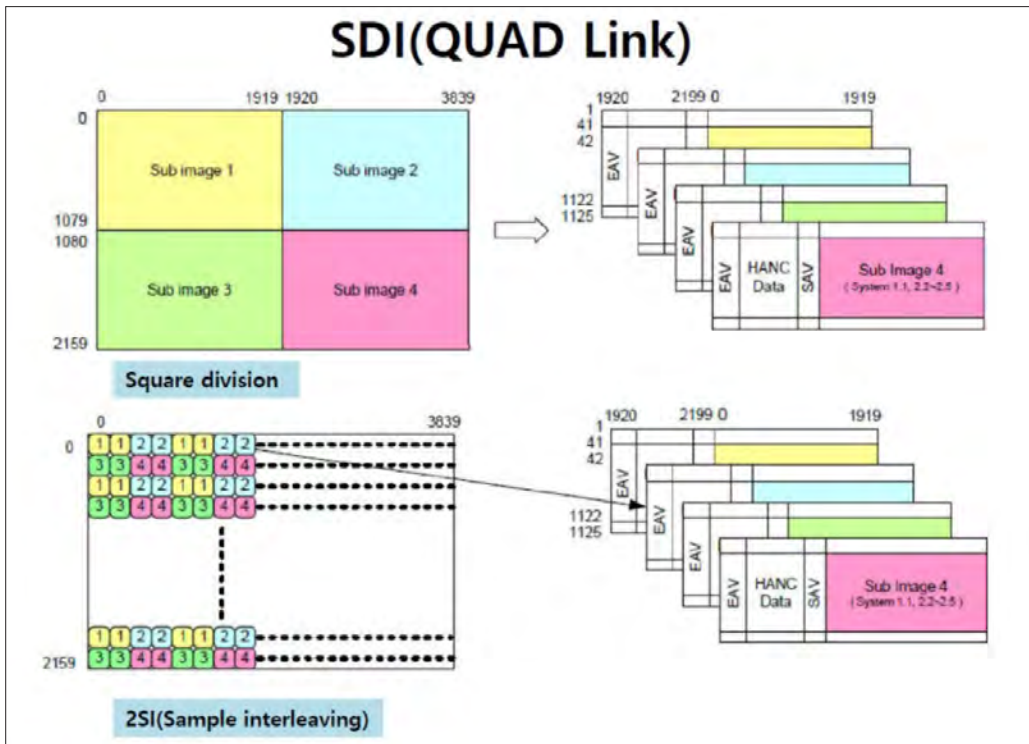 SDI(QUAD Link)
0 1919 1920 3839
0
Sub image 1 Sub image 2
1079
1080
Sub image 3 Sub image 4
2159
Square division
1920 2199 0 1919
1
41
42
EAV
1122
1125
EAV
EAV
EAV HANC Data SAV Sub Image 4
( System 1.1, 2.2~2.5 )
0 3839
0
1 1 2 2 1 1 2 2
3 3 4 4 3 3 4 4
1 1 2 2 1 1 2 2
3 3 4 4 3 3 4 4
1 1 2 2 1 1 2 2
3 3 4 4 3 3 4 4
2159
2SI(Sample interleaving)
1920 2199 0 1919
1
41
42
EAV
1122
1125
EAV
EAV
EAV HANC Data SAV Sub Image 4
( System 1.1, 2.2~2.5 )